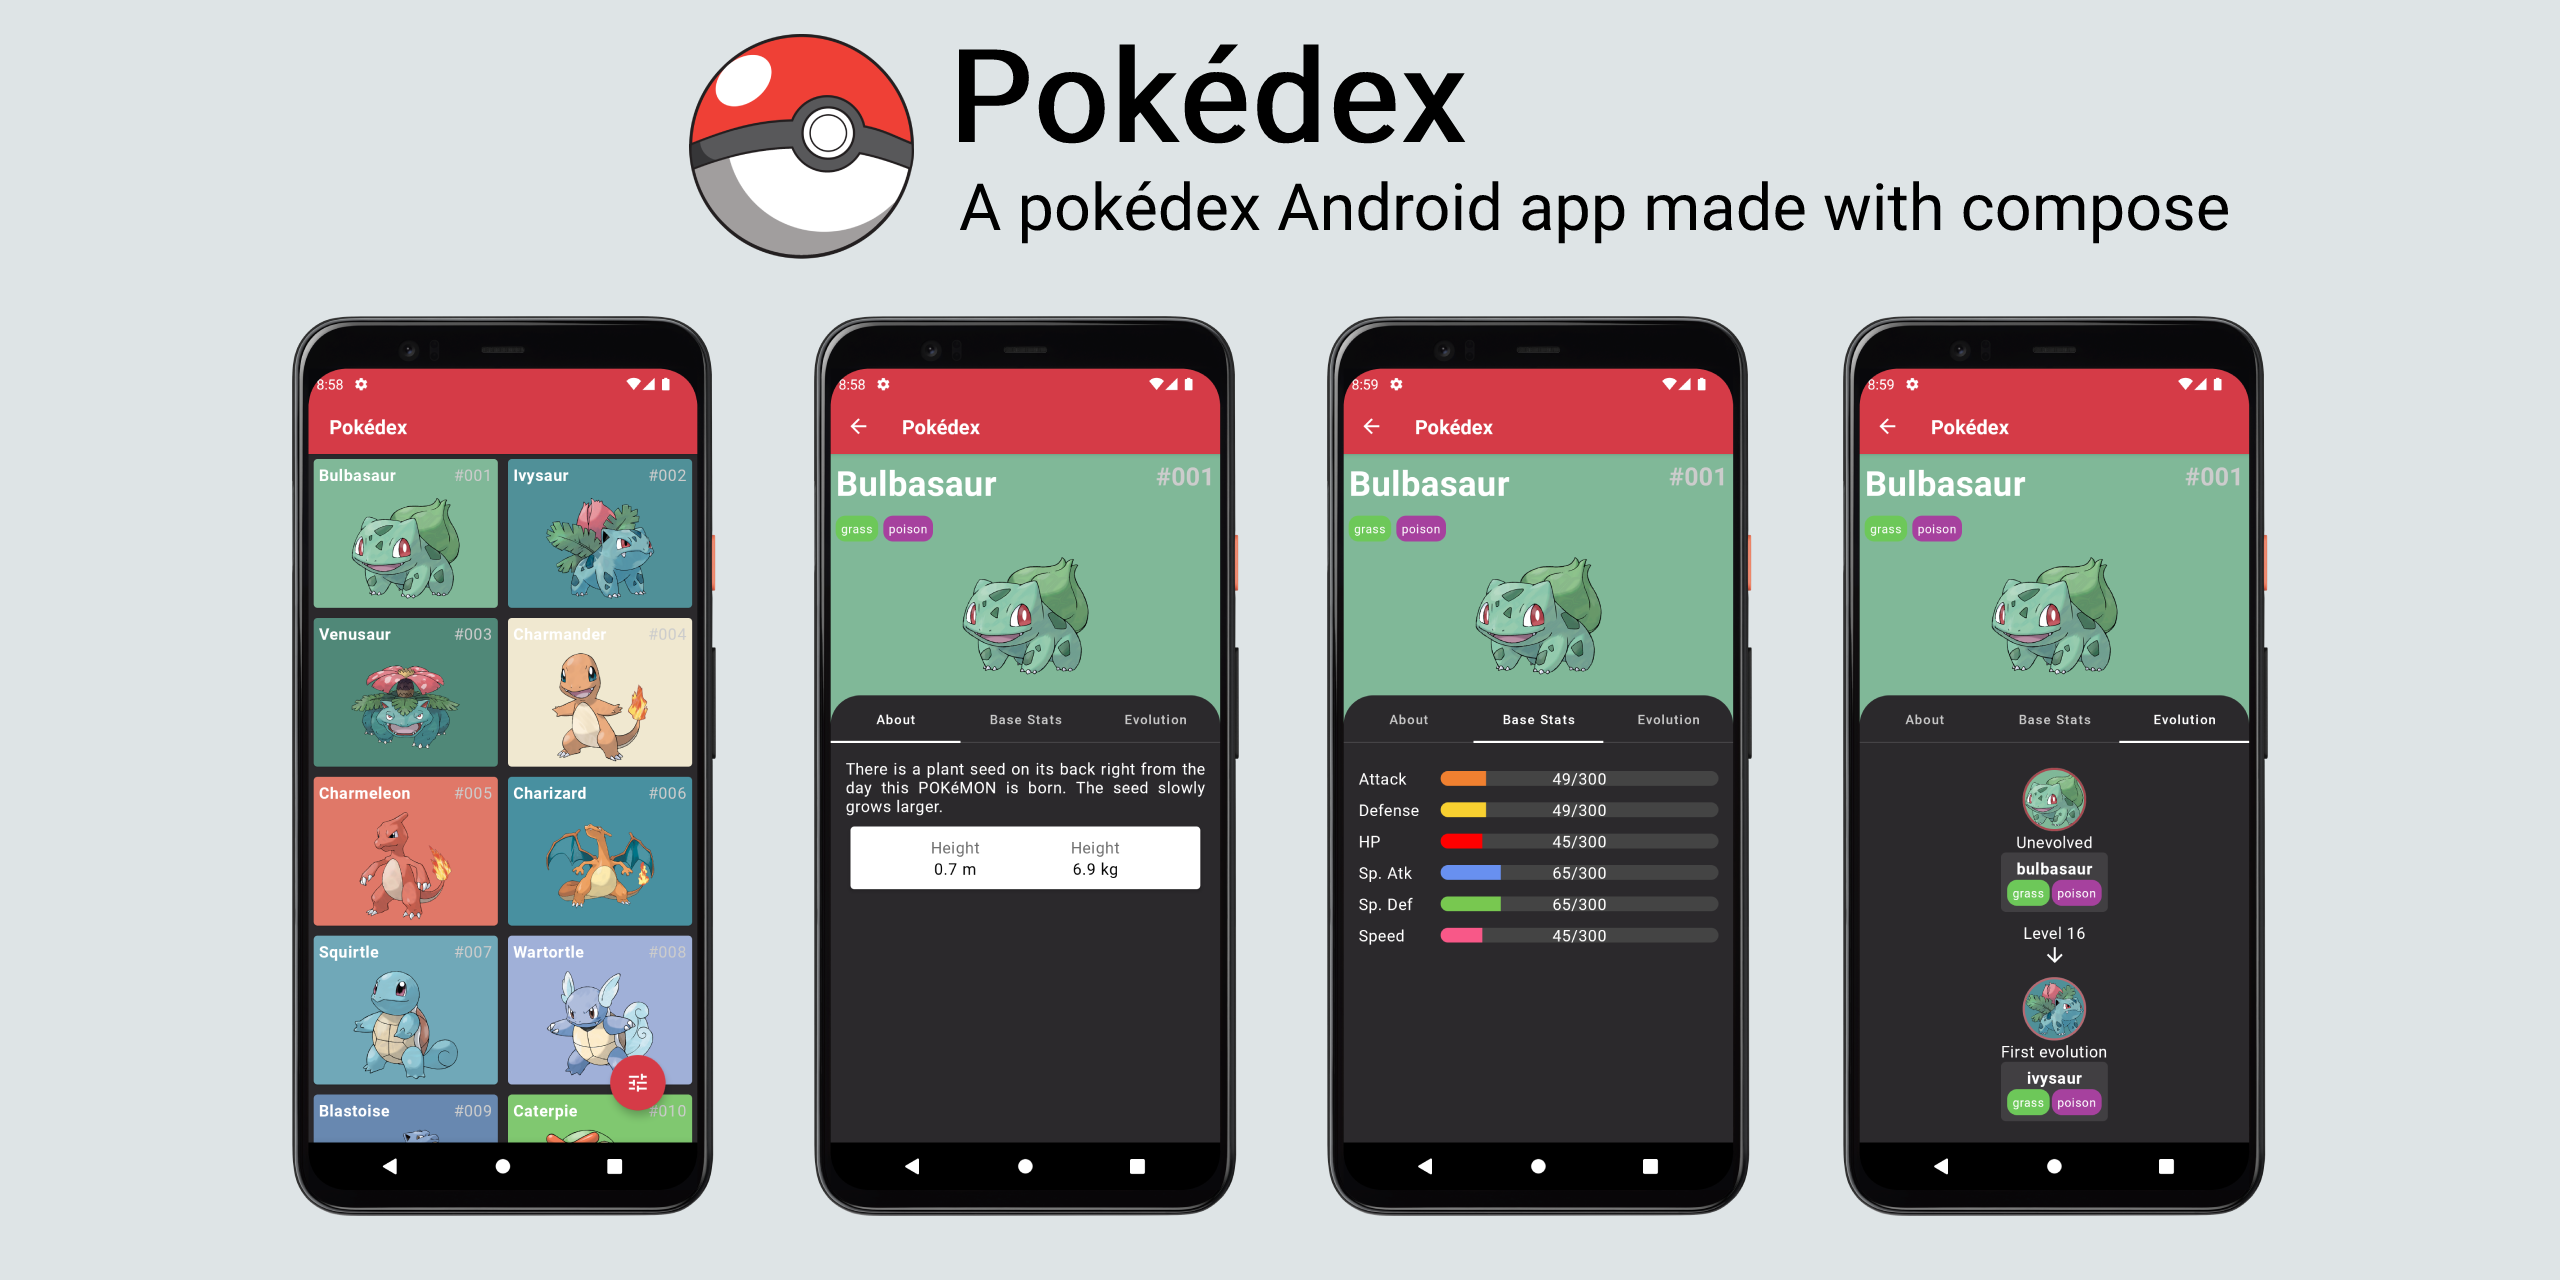 Pokédex
A pokédex Android app made with compose
8:58
Pokédex
Bulbasaur #001
Ivysaur #002
Venusaur #003
Charmander #004
Charmeleon #005
Charizard #006
Squirtle #007
Wartortle #008
Blastoise #009
Caterpie #010
8:58
Pokédex
Bulbasaur #001
grass poison
About Base Stats Evolution
There is a plant seed on its back right from the
day this POKéMON is born. The seed slowly
grows larger.
Height Height
0.7 m 6.9 kg
8:59
Pokédex
Bulbasaur #001
grass poison
About Base Stats Evolution
Attack 49/300
Defense 49/300
HP 45/300
Sp. Atk 65/300
Sp. Def 65/300
Speed 45/300
8:59
Pokédex
Bulbasaur #001
grass poison
About Base Stats Evolution
Unevolved
bulbasaur
grass poison
Level 16
First evolution
ivysaur
grass poison